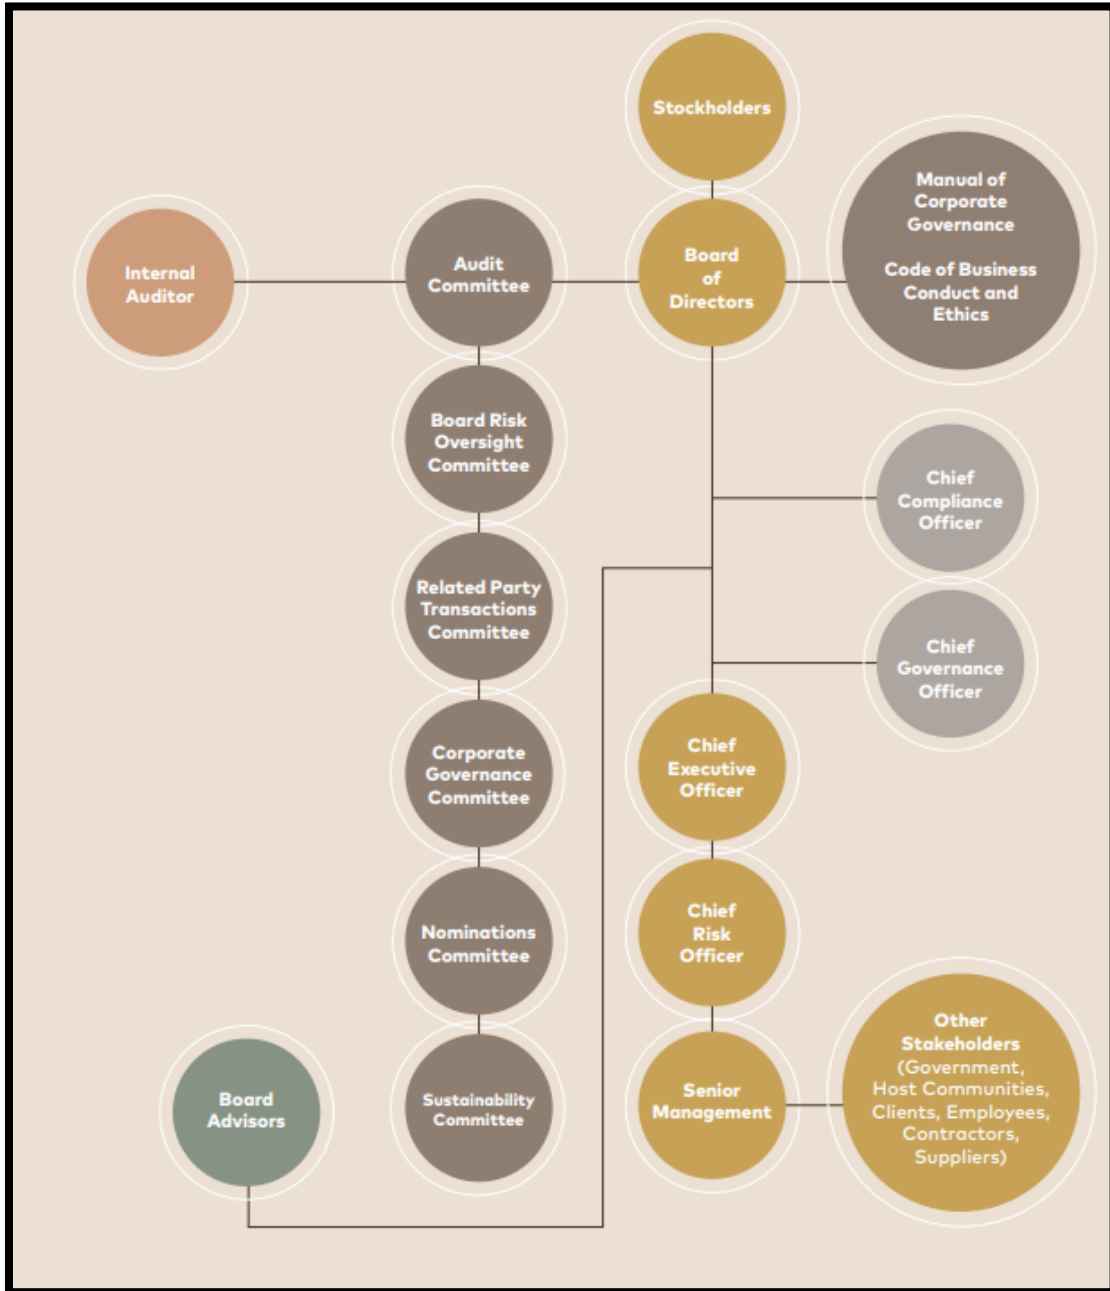 Stockholders
Manual of
Corporate
Governance
Code of Business
Conduct and
Ethics
Internal
Auditor
Audit
Committee
Board
of
Directors
Board Risk
Oversight
Committee
Chief
Compliance
Officer
Related Party
Transactions
Committee
Chief
Governance
Officer
Corporate
Governance
Committee
Chief
Executive
Officer
Nominations
Committee
Chief
Risk
Officer
Board
Advisors
Sustainability
Committee
Senior
Management
Other
Stakeholders
(Government,
Host Communities,
Clients, Employees,
Contractors,
Suppliers)